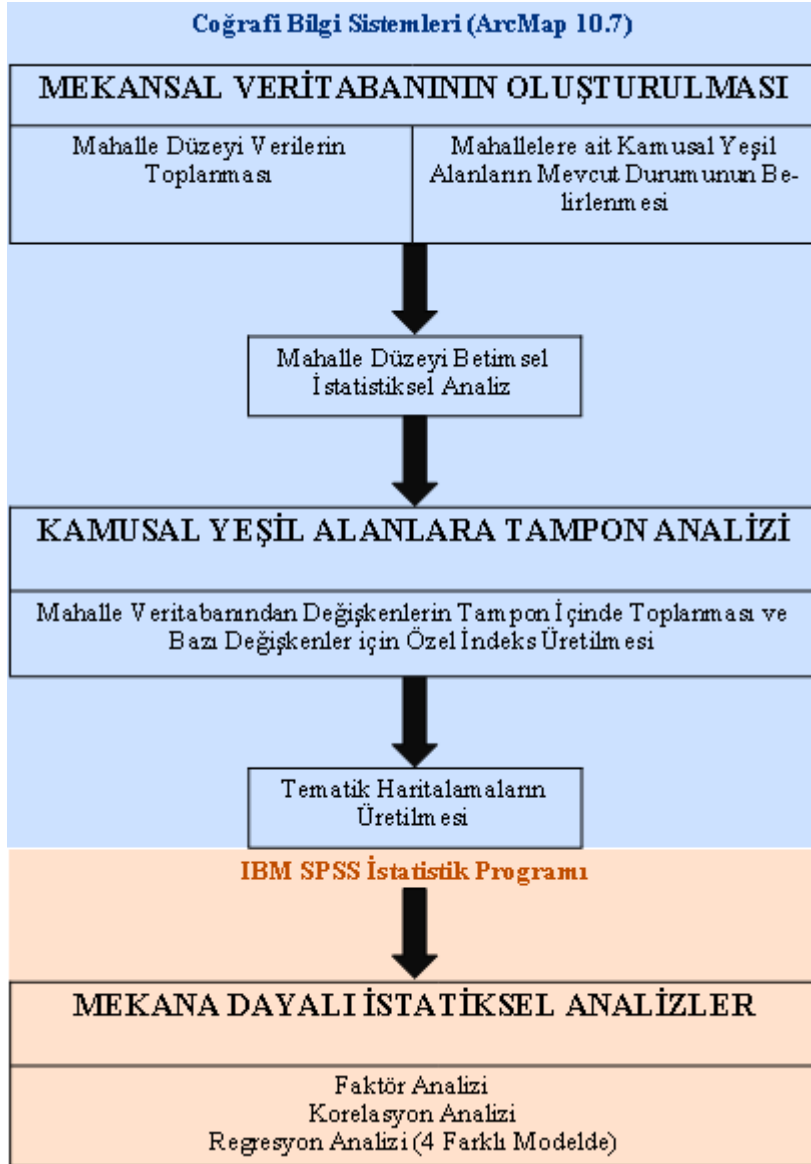 Coğrafi Bilgi Sistemleri (ArcMap 10.7)
MEKANSAL VERİTABANININ OLUŞTURULMASI
Mahalle Düzeyi Verilerin
Toplanması
Mahallelere ait Kamusal Yeşil
Alanların Mevcut Durumunun Be-
lirlenmesi
Mahalle Düzeyi Betimsel
İstatistiksel Analiz
KAMUSAL YEŞİL ALANLARA TAMPON ANALİZİ
Mahalle Veritabanından Değişkenlerin Tampon İçinde Toplanması ve
Bazı Değişkenler için Özel İndeks Üretilmesi
Tematik Haritalamaların
Üretilmesi
IBM SPSS İstatistik Programı
MEKANA DAYALI İSTATİKSEL ANALİZLER
Faktör Analizi
Korelasyon Analizi
Regresyon Analizi (4 Farklı Modelde)